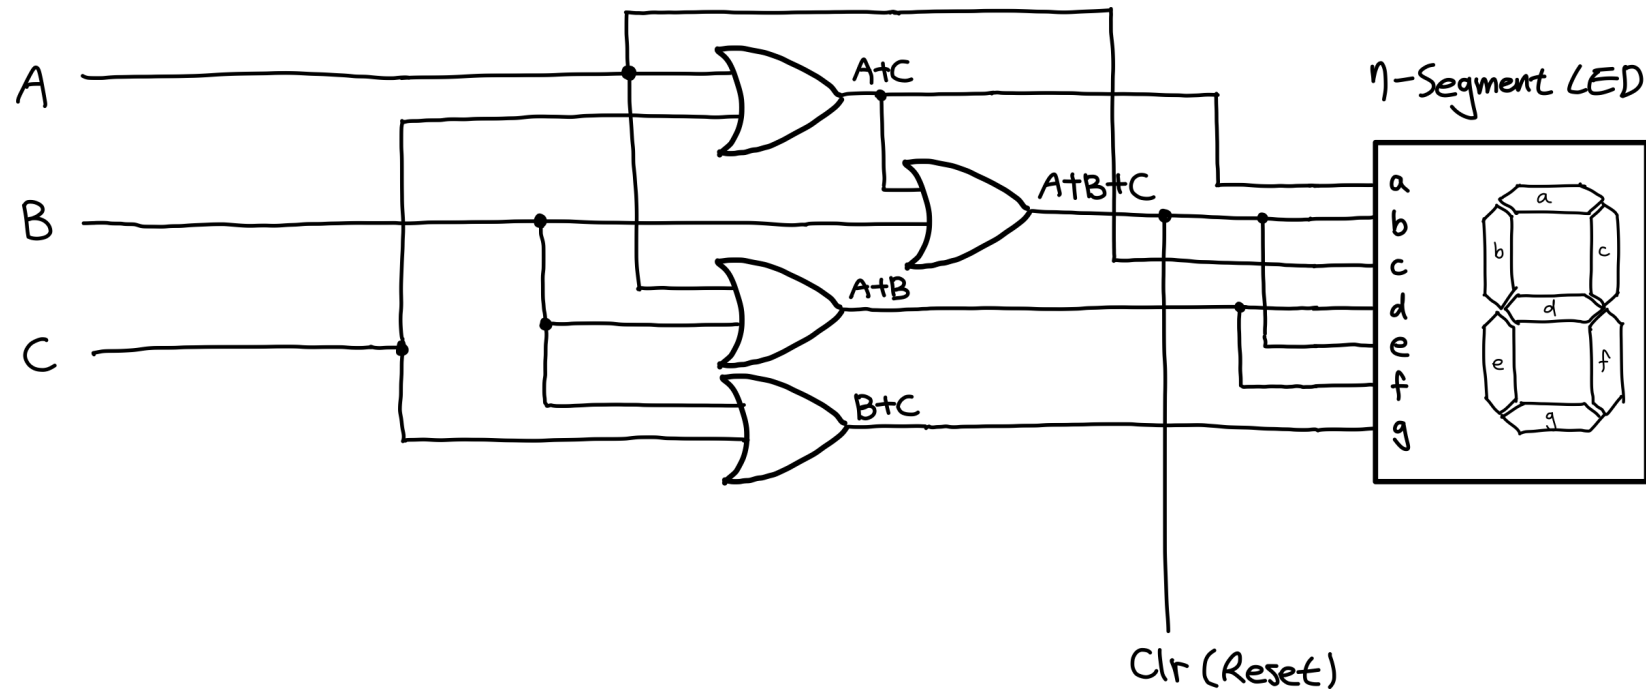 A
B
C
A+C
A+B+C
A+B
B+C
Clr (Reset)
7-Segment LED
a
b
c
d
e
f
g
a
b
c
d
e
f
g